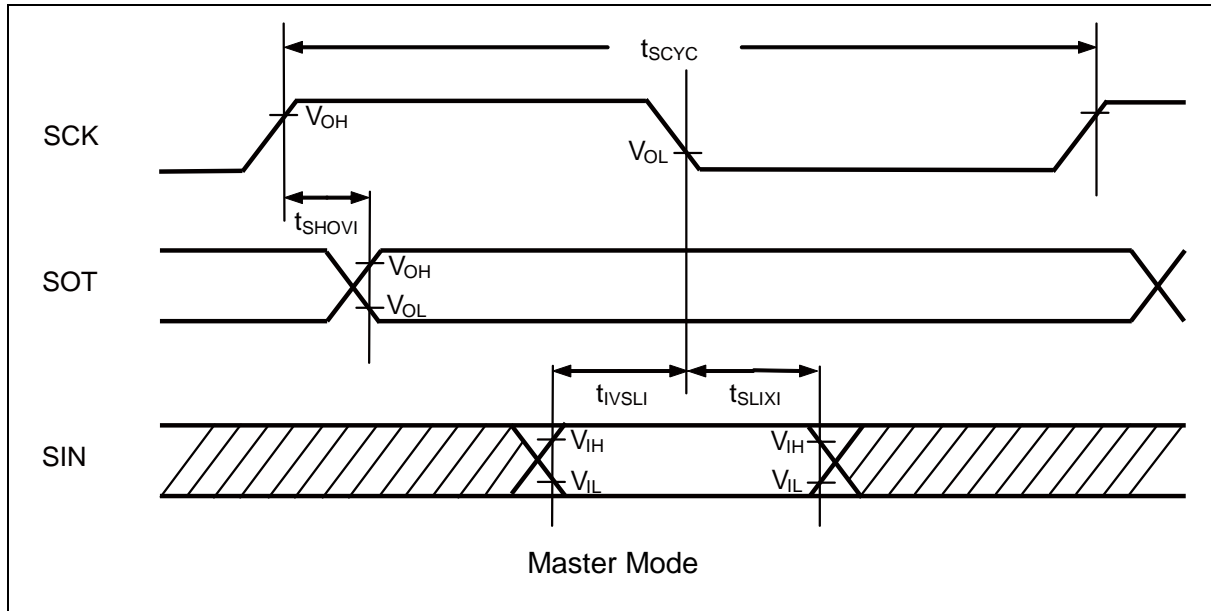 tSCYC
SCK
VOH
VOL
tSHOVI
SOT
VOH
VOL
tIVSLI
tSLIXI
SIN
VIH
VIH
VIL
VIL
Master Mode